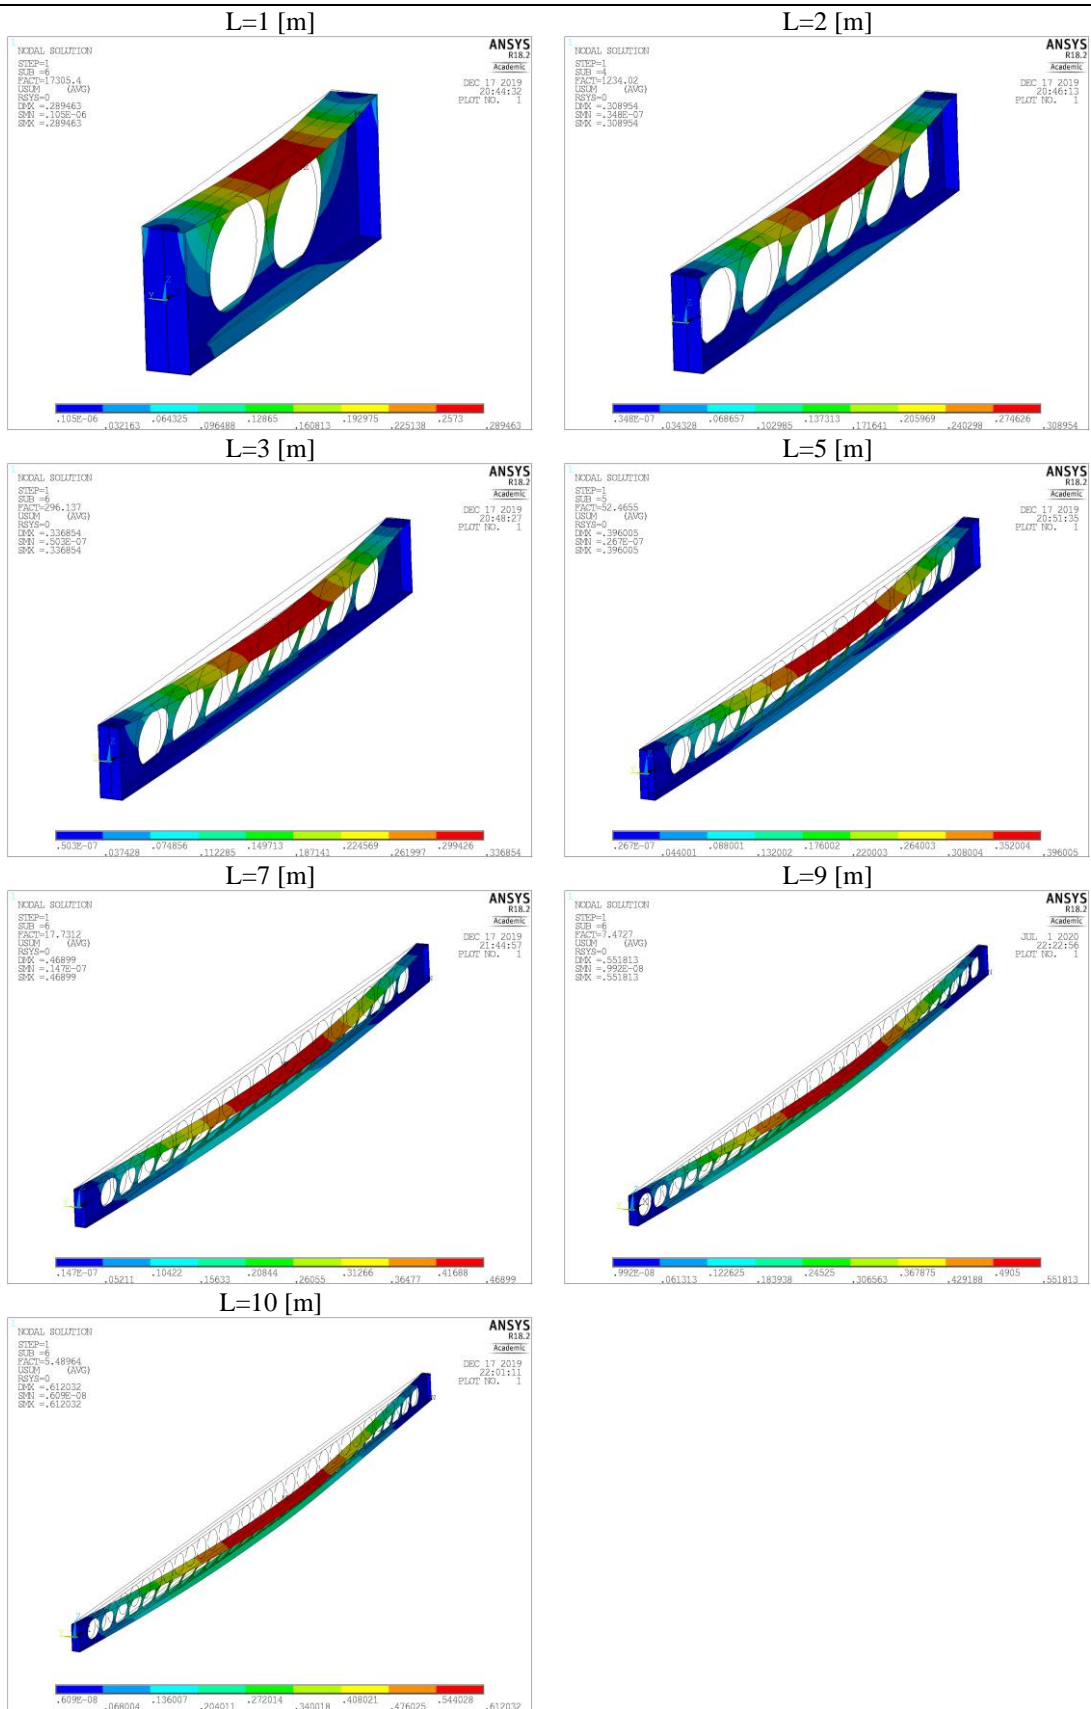 L=1 [m]
1
NODAL SOLUTION
STEP=1
SUB =6
FACT=17305.4
USUM (AVG)
RSYS=0
DMX =.289463
SMN =.105E-06
SMX =.289463
ANSYS
R18.2
Academic
DEC 17 2019
20:44:32
PLOT NO. 1
.105E-06 .064325 .12865 .192975 .2573
.032163 .096488 .160813 .225138 .289463
L=2 [m]
1
NODAL SOLUTION
STEP=1
SUB =4
FACT=1234.02
USUM (AVG)
RSYS=0
DMX =.308954
SMN =.348E-07
SMX =.308954
ANSYS
R18.2
Academic
DEC 17 2019
20:46:13
PLOT NO. 1
.348E-07 .068657 .137313 .205969 .274626
.034328 .102985 .171641 .240298 .308954
L=3 [m]
1
NODAL SOLUTION
STEP=1
SUB =6
FACT=296.137
USUM (AVG)
RSYS=0
DMX =.336854
SMN =.503E-07
SMX =.336854
ANSYS
R18.2
Academic
DEC 17 2019
20:48:27
PLOT NO. 1
.503E-07 .074856 .149713 .224569 .299426
.037428 .112285 .187141 .261997 .336854
L=5 [m]
1
NODAL SOLUTION
STEP=1
SUB =5
FACT=52.4655
USUM (AVG)
RSYS=0
DMX =.396005
SMN =.267E-07
SMX =.396005
ANSYS
R18.2
Academic
DEC 17 2019
20:51:35
PLOT NO. 1
.267E-07 .088001 .176002 .264003 .352004
.044001 .132002 .220003 .308004 .396005
L=7 [m]
1
NODAL SOLUTION
STEP=1
SUB =6
FACT=17.7312
USUM (AVG)
RSYS=0
DMX =.46899
SMN =.147E-07
SMX =.46899
ANSYS
R18.2
Academic
DEC 17 2019
21:44:57
PLOT NO. 1
.147E-07 .10422 .20844 .31266 .41688
.05211 .15633 .26055 .36477 .46899
L=9 [m]
1
NODAL SOLUTION
STEP=1
SUB =6
FACT=7.4727
USUM (AVG)
RSYS=0
DMX =.551813
SMN =.992E-08
SMX =.551813
ANSYS
R18.2
Academic
JUL 1 2020
22:22:56
PLOT NO. 1
.992E-08 .122625 .24525 .367875 .4905
.061313 .183938 .306563 .429188 .551813
L=10 [m]
1
NODAL SOLUTION
STEP=1
SUB =6
FACT=5.48964
USUM (AVG)
RSYS=0
DMX =.612032
SMN =.609E-08
SMX =.612032
ANSYS
R18.2
Academic
DEC 17 2019
22:01:11
PLOT NO. 1
.609E-08 .136007 .272014 .408021 .544028
.068004 .204011 .340018 .476025 .612032